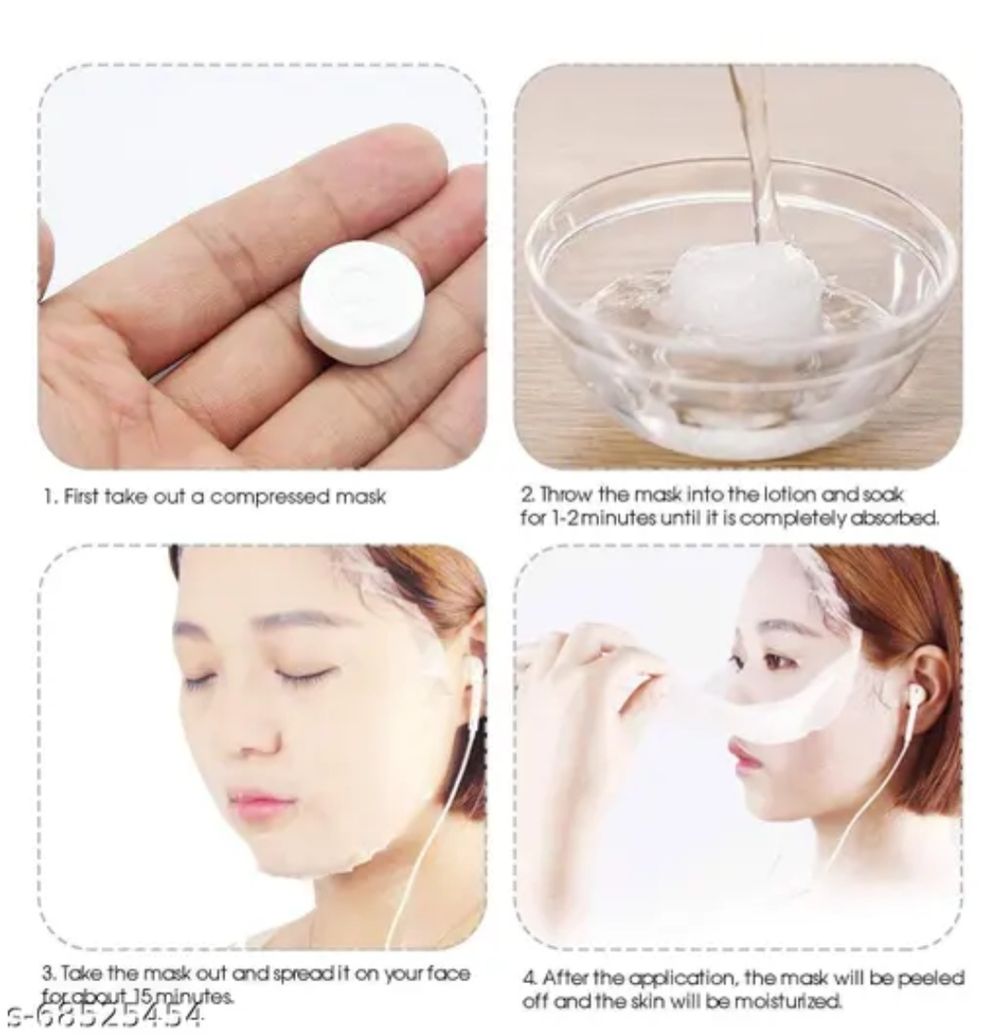 1. First take out a compressed mask
2. Throw the mask into the lotion and soak
for 1-2 minutes until it is completely absorbed.
3. Take the mask out and spread it on your face
for about 15 minutes.
s-68525454
4. After the application, the mask will be peeled
off and the skin will be moisturized.